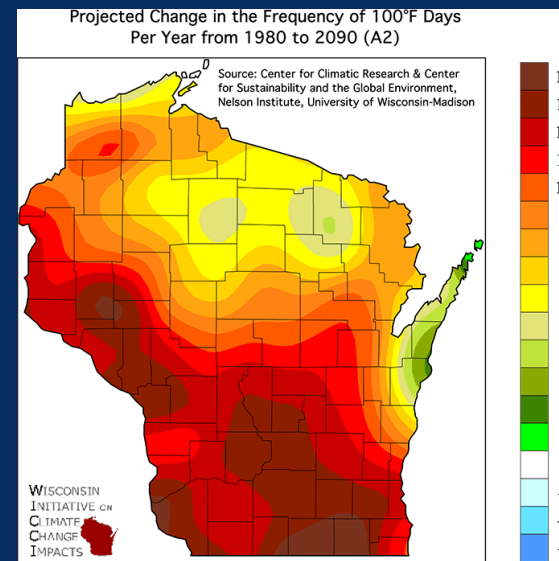 Projected Change in the Frequency of 100°F Days
Per Year from 1980 to 2090 (A2)
Source: Center for Climatic Research & Center
for Sustainability and the Global Environment,
Nelson Institute, University of Wisconsin-Madison
WISCONSIN
INITIATIVE ON
CLIMATE
CHANGE
IMPACTS